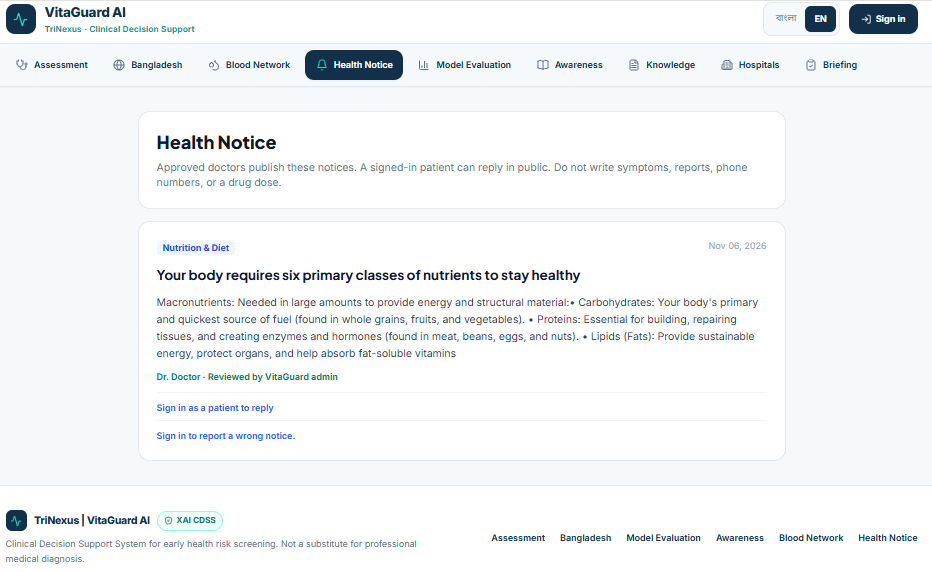 VitaGuard AI
TriNexus · Clinical Decision Support
বাংলা
EN
Sign in
Assessment
Bangladesh
Blood Network
Health Notice
Model Evaluation
Awareness
Knowledge
Hospitals
Briefing
Health Notice
Approved doctors publish these notices. A signed-in patient can reply in public. Do not write symptoms, reports, phone
numbers, or a drug dose.
Nutrition & Diet
Nov 06, 2026
Your body requires six primary classes of nutrients to stay healthy
Macronutrients: Needed in large amounts to provide energy and structural material:• Carbohydrates: Your body's primary
and quickest source of fuel (found in whole grains, fruits, and vegetables). • Proteins: Essential for building, repairing
tissues, and creating enzymes and hormones (found in meat, beans, eggs, and nuts). • Lipids (Fats): Provide sustainable
energy, protect organs, and help absorb fat-soluble vitamins
Dr. Doctor · Reviewed by VitaGuard admin
Sign in as a patient to reply
Sign in to report a wrong notice.
TriNexus | VitaGuard AI
XAI CDSS
Clinical Decision Support System for early health risk screening. Not a substitute for professional
medical diagnosis.
Assessment
Bangladesh
Model Evaluation
Awareness
Blood Network
Health Notice